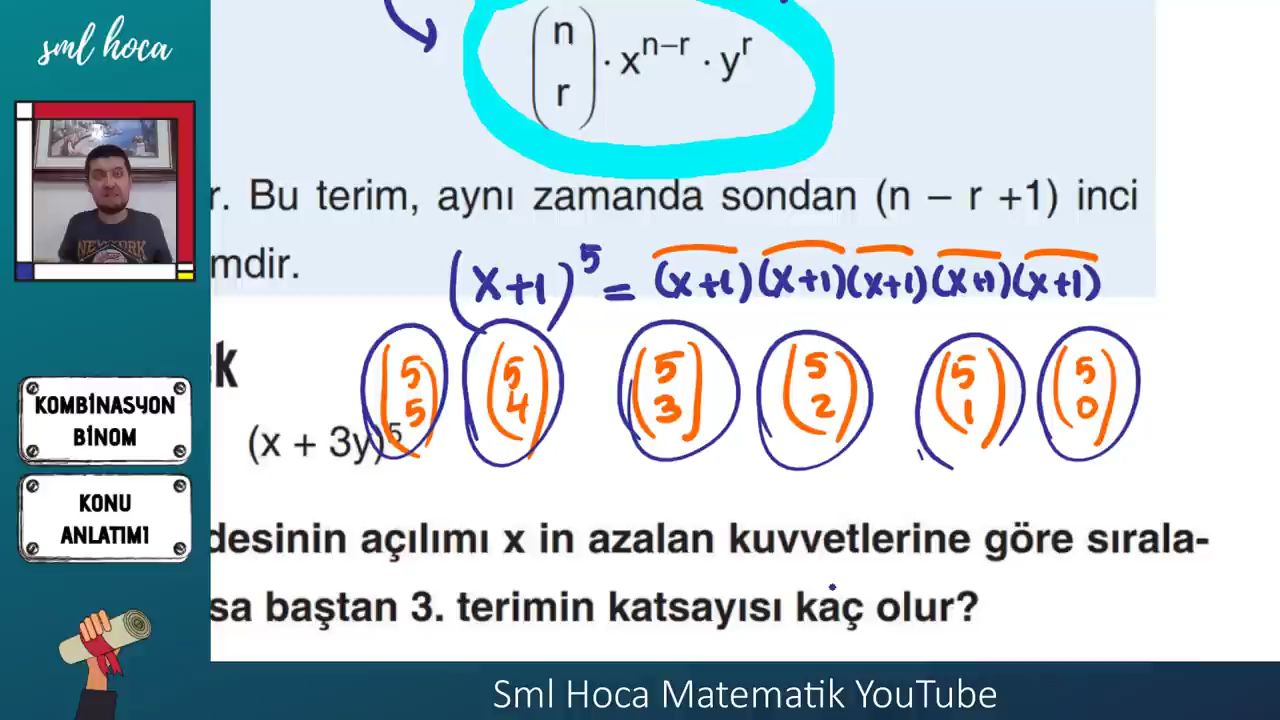 sml hoca
(n r) · x^{n–r} · y^r
r. Bu terim, aynı zamanda sondan (n – r +1) inci
mdir.
(x+1)^5 = (x+1)(x+1)(x+1)(x+1)(x+1)
k
(5 5) (5 4) (5 3) (5 2) (5 1) (5 0)
(x + 3y)^5
desinin açılımı x in azalan kuvvetlerine göre sırala-
sa baştan 3. terimin katsayısı kaç olur?
KOMBİNASYON
BİNOM
KONU
ANLATIMI
Sml Hoca Matematik YouTube